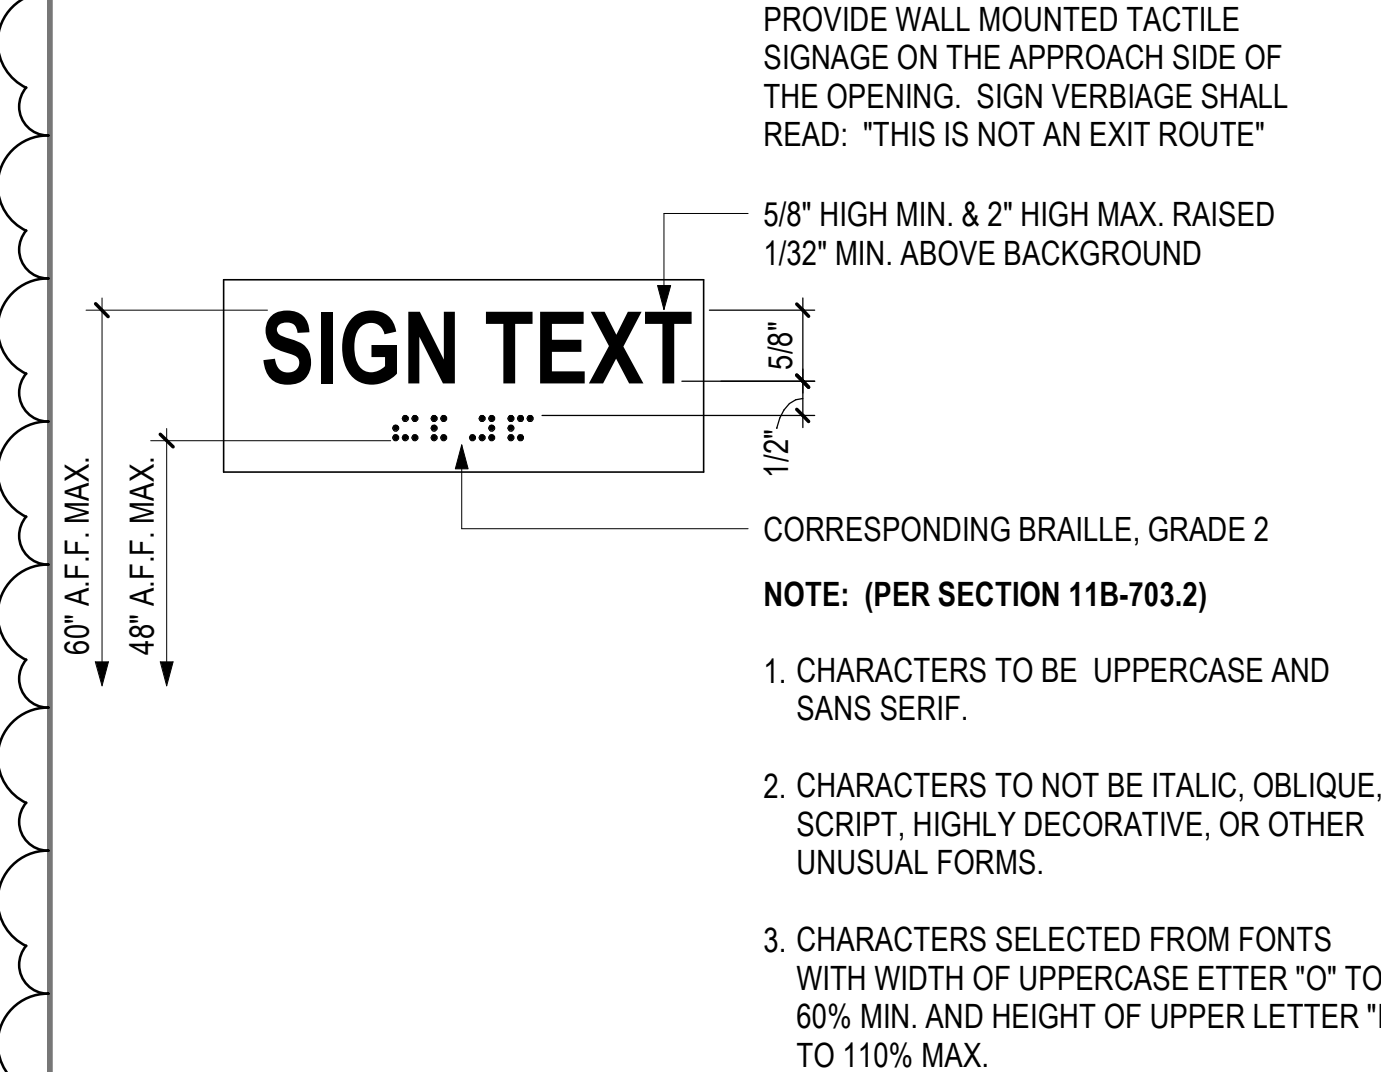 PROVIDE WALL MOUNTED TACTILE
SIGNAGE ON THE APPROACH SIDE OF
THE OPENING.  SIGN VERBIAGE SHALL
READ:  "THIS IS NOT AN EXIT ROUTE"
5/8" HIGH MIN. & 2" HIGH MAX. RAISED
1/32" MIN. ABOVE BACKGROUND
SIGN TEXT
5/8"
1/2"
60" A.F.F. MAX.
48" A.F.F. MAX.
CORRESPONDING BRAILLE, GRADE 2
NOTE:  (PER SECTION 11B-703.2)
1. CHARACTERS TO BE  UPPERCASE AND
SANS SERIF.
2. CHARACTERS TO NOT BE ITALIC, OBLIQUE,
SCRIPT, HIGHLY DECORATIVE, OR OTHER
UNUSUAL FORMS.
3. CHARACTERS SELECTED FROM FONTS
WITH WIDTH OF UPPERCASE ETTER "O" TO
60% MIN. AND HEIGHT OF UPPER LETTER
TO 110% MAX.